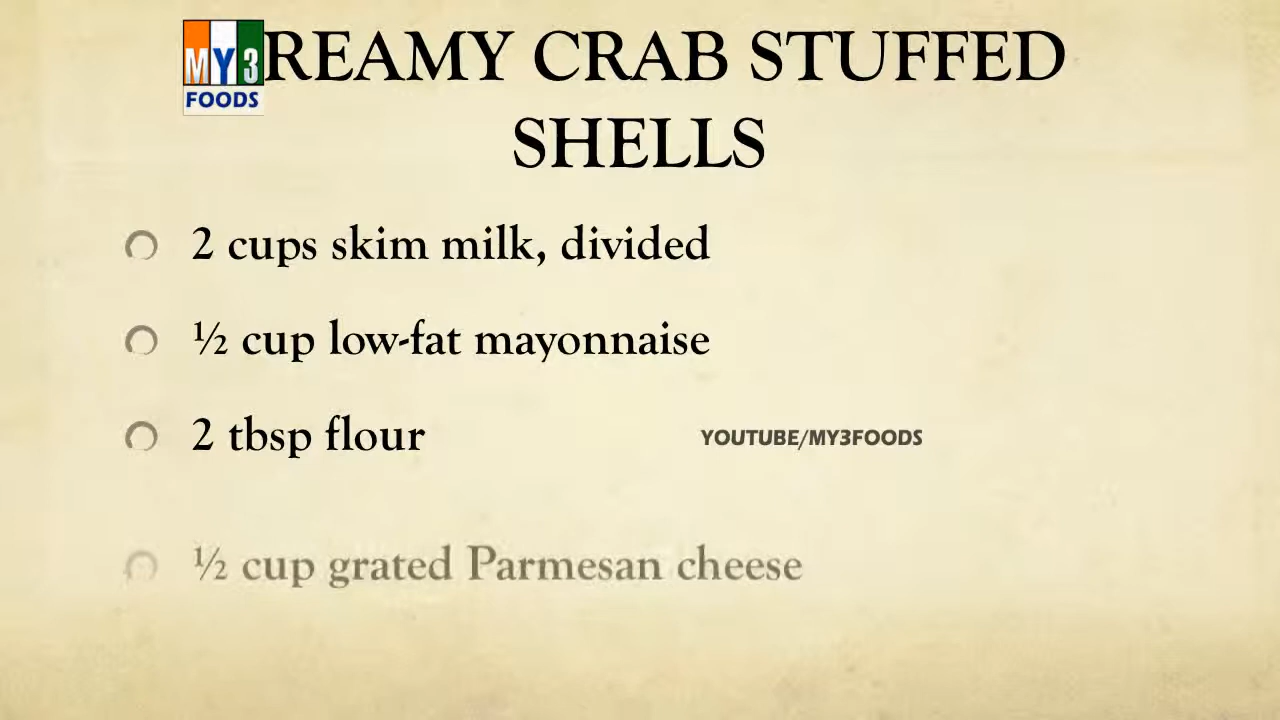 MY3
FOODS
REAMY CRAB STUFFED
SHELLS
2 cups skim milk, divided
½ cup low-fat mayonnaise
2 tbsp flour
YOUTUBE/MY3FOODS
½ cup grated Parmesan cheese